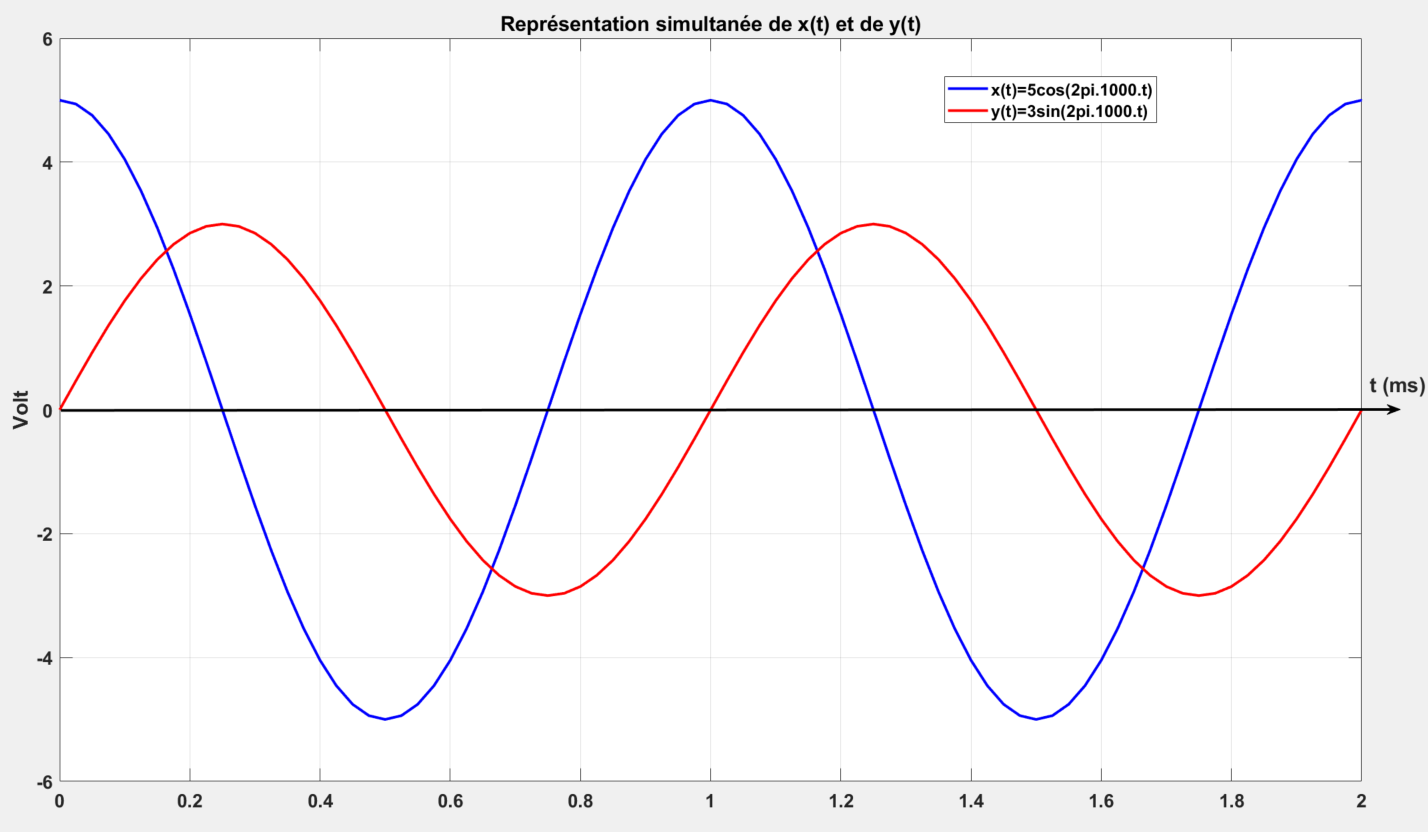 Représentation simultanée de x(t) et de y(t)
6
x(t)=5cos(2pi.1000.t)
y(t)=3sin(2pi.1000.t)
4
2
t (ms)
Volt
0
-2
-4
-6
0 0.2 0.4 0.6 0.8 1 1.2 1.4 1.6 1.8 2